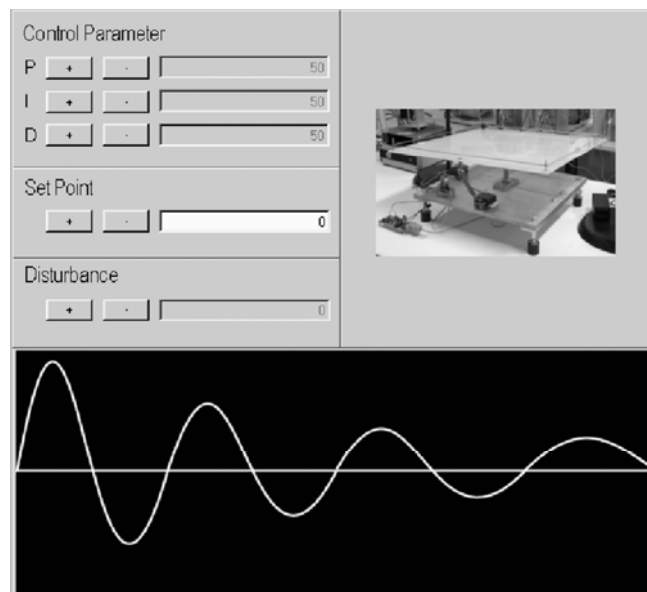 Control Parameter
P + - 50
I + - 50
D + - 50
Set Point
+ - 0
Disturbance
+ - 0